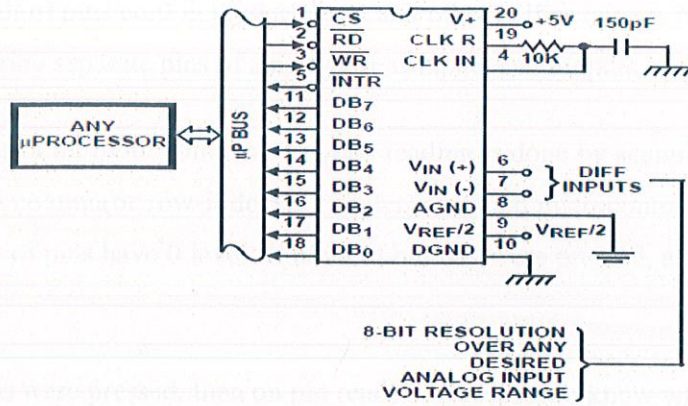 1 CS V+ 20 +5V 150pF
2 RD CLK R 19
3 WR CLK IN 4 10K
5 INTR
11 DB7
12 DB6
13 DB5
14 DB4 VIN (+) 6
15 DB3 VIN (-) 7
16 DB2 AGND 8
17 DB1 VREF/2 9 VREF/2
18 DB0 DGND 10
ANY
µPROCESSOR
µP BUS
DIFF
INPUTS
8-BIT RESOLUTION
OVER ANY
DESIRED
ANALOG INPUT
VOLTAGE RANGE